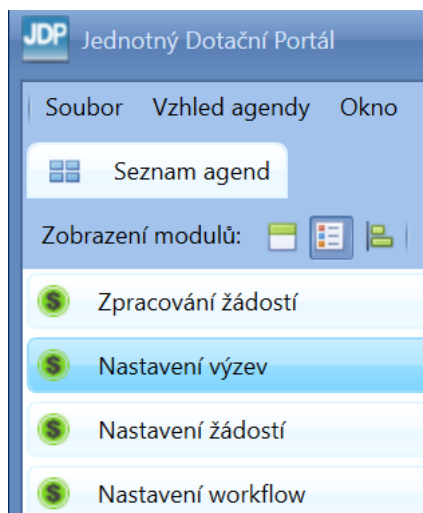 JDP Jednotný Dotační Portál
Soubor Vzhled agendy Okno
Seznam agend
Zobrazení modulů:
$ Zpracování žádostí
$ Nastavení výzev
$ Nastavení žádostí
$ Nastavení workflow